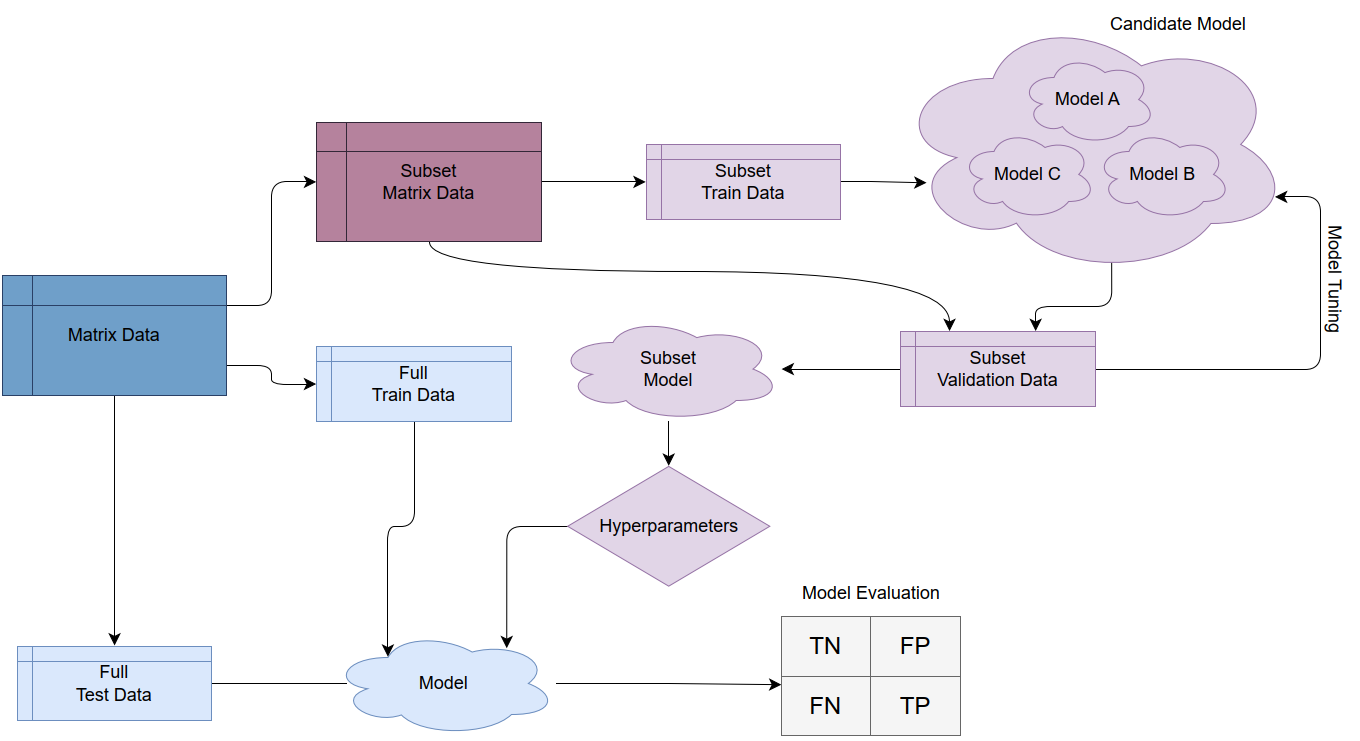 Candidate Model
Model A
Subset
Matrix Data
Subset
Train Data
Model C
Model B
Model Tuning
Matrix Data
Full
Train Data
Subset
Model
Subset
Validation Data
Hyperparameters
Model Evaluation
TN
FP
Full
Test Data
Model
FN
TP